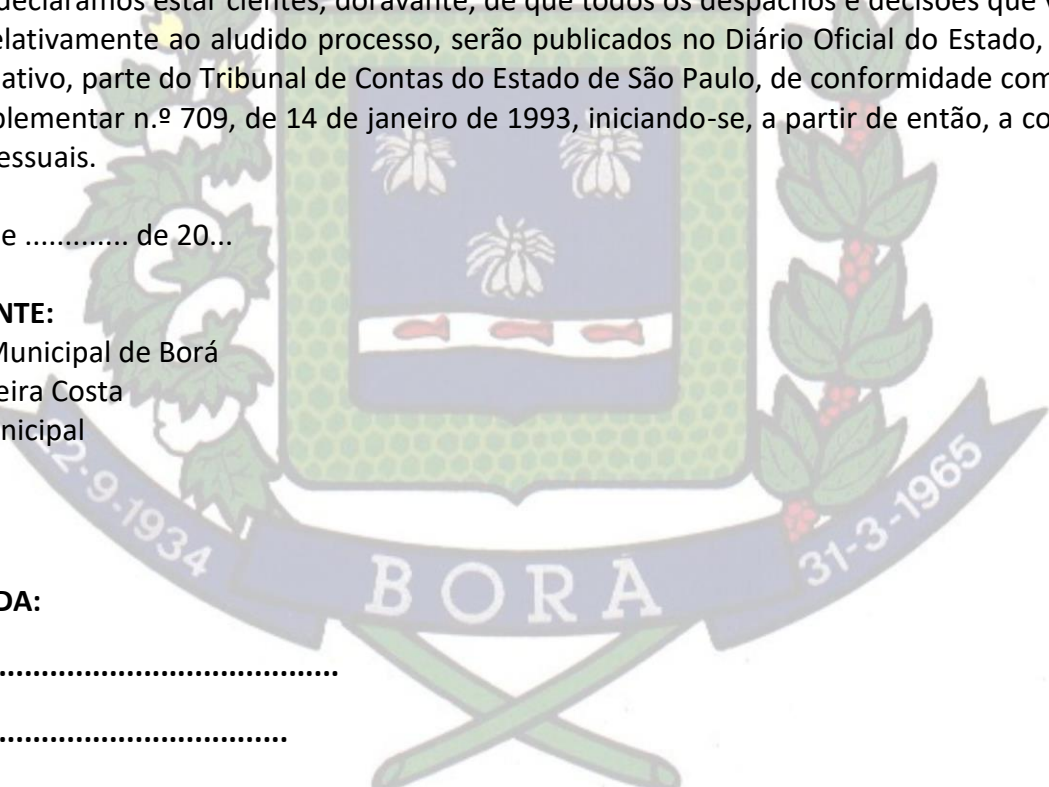 declaramos estar cientes, doravante, de que todos os despachos e decisões que
elativamente ao aludido processo, serão publicados no Diário Oficial do Estado,
ativo, parte do Tribunal de Contas do Estado de São Paulo, de conformidade com
plementar n.º 709, de 14 de janeiro de 1993, iniciando-se, a partir de então, a co
essuais.
e ............. de 20...
NTE:
Municipal de Borá
eira Costa
nicipal
22-9-1934
31-3-1965
BORÁ
DA:
........................................
..................................